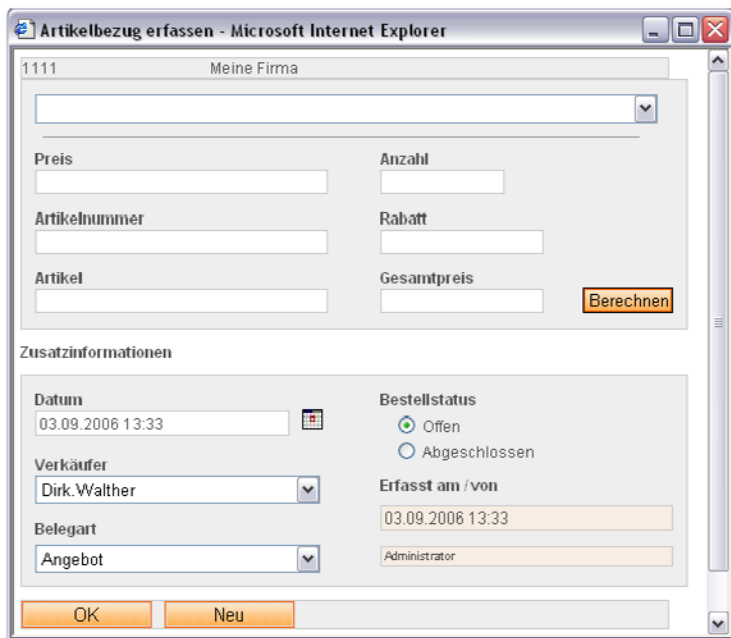 Artikelbezug erfassen - Microsoft Internet Explorer
1111 Meine Firma
Preis Anzahl
Artikelnummer Rabatt
Artikel Gesamtpreis
Berechnen
Zusatzinformationen
Datum Bestellstatus
03.09.2006 13:33 Offen
Abgeschlossen
Verkäufer Erfasst am / von
Dirk.Walther
03.09.2006 13:33
Belegart
Angebot Administrator
OK Neu